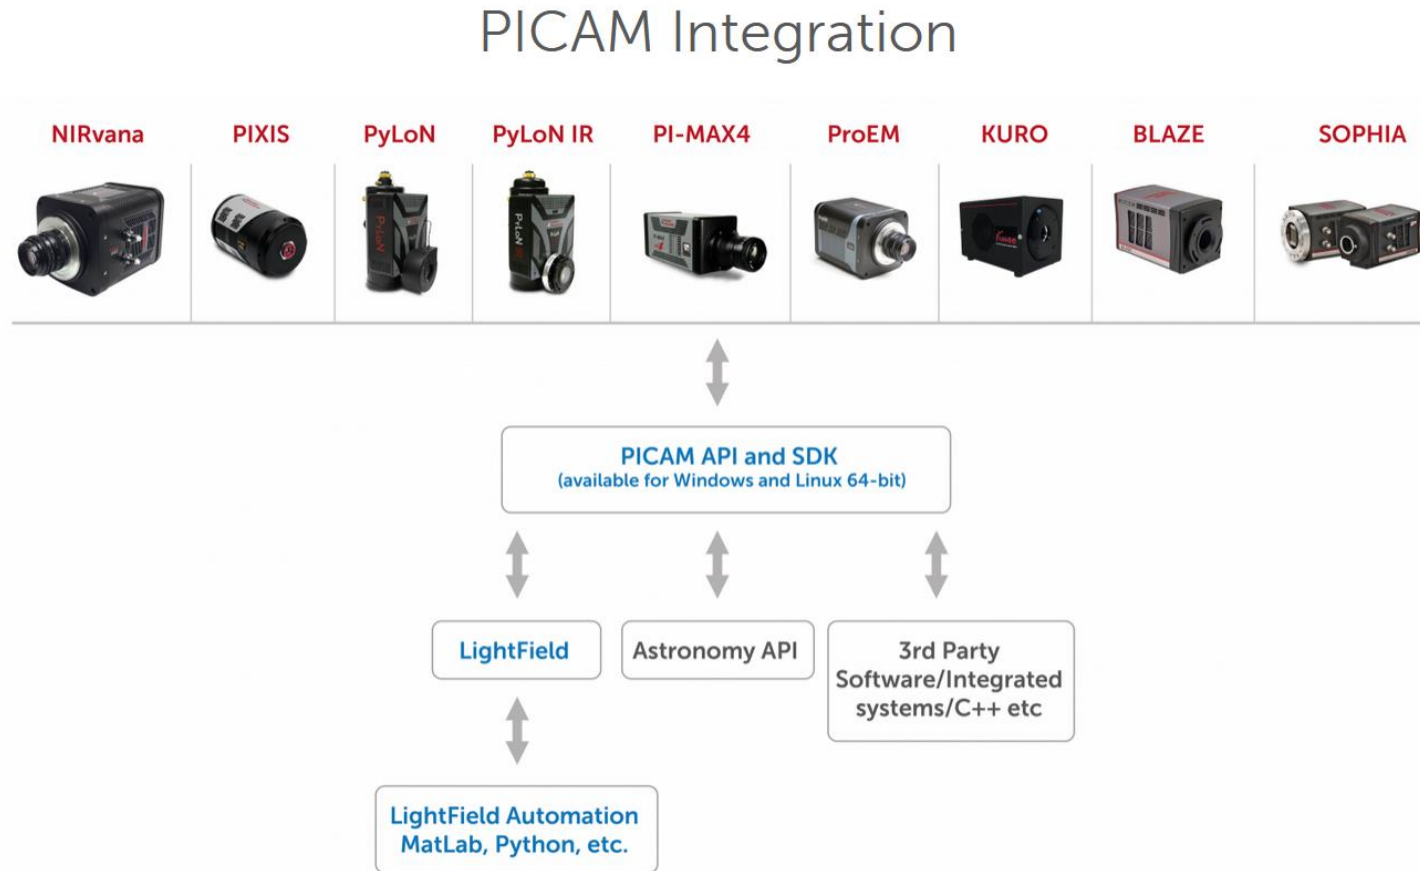 PICAM Integration
NIRvana PIXIS PyLoN PyLoN IR PI-MAX4 ProEM KURO BLAZE SOPHIA
PyLoN
PyLoN
PICAM API and SDK
(available for Windows and Linux 64-bit)
LightField
Astronomy API
3rd Party
Software/Integrated
systems/C++ etc
LightField Automation
MatLab, Python, etc.